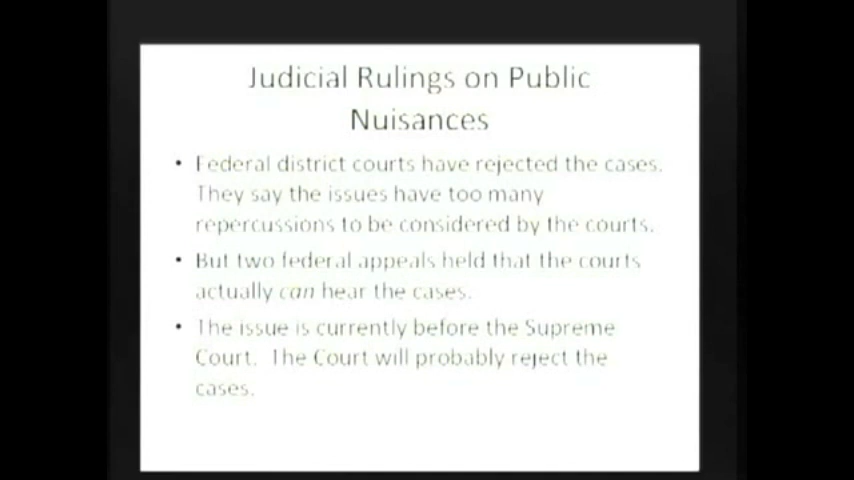 Judicial Rulings on Public
Nuisances
• Federal district courts have rejected the cases.
They say the issues have too many
repercussions to be considered by the courts.
• But two federal appeals held that the courts
actually can hear the cases.
• The issue is currently before the Supreme
Court. The Court will probably reject the
cases.